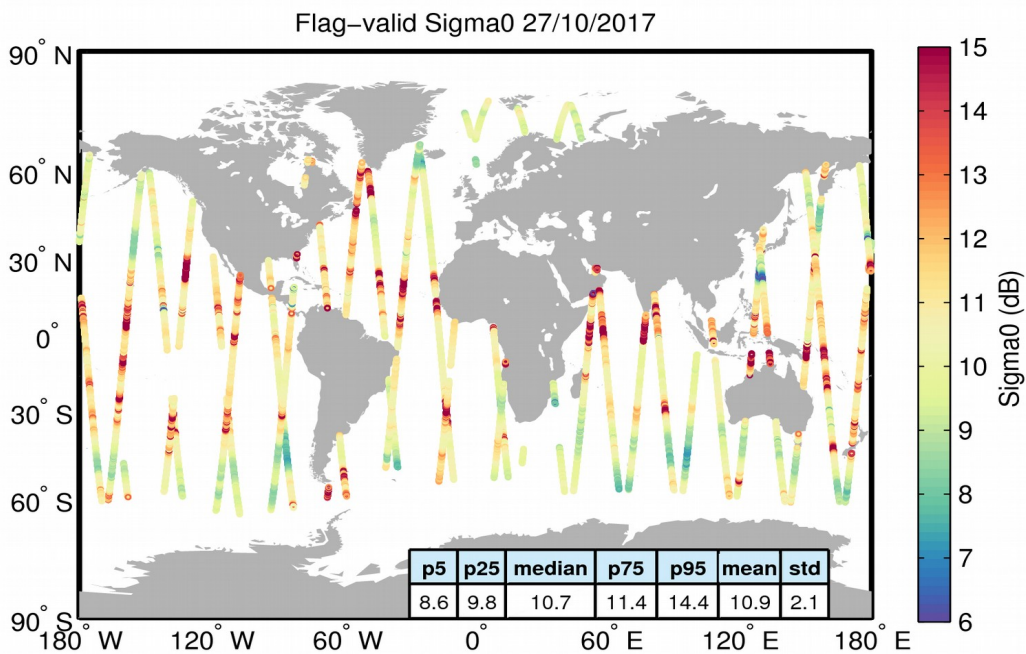 Flag-valid Sigma0 27/10/2017
90° N
60° N
30° N
0°
30° S
60° S
90° S
180° W
120° W
60° W
0°
60° E
120° E
180° E
p5 p25 median p75 p95 mean std
8.6 9.8 10.7 11.4 14.4 10.9 2.1
15
14
13
12
11
10
9
8
7
6
Sigma0 (dB)